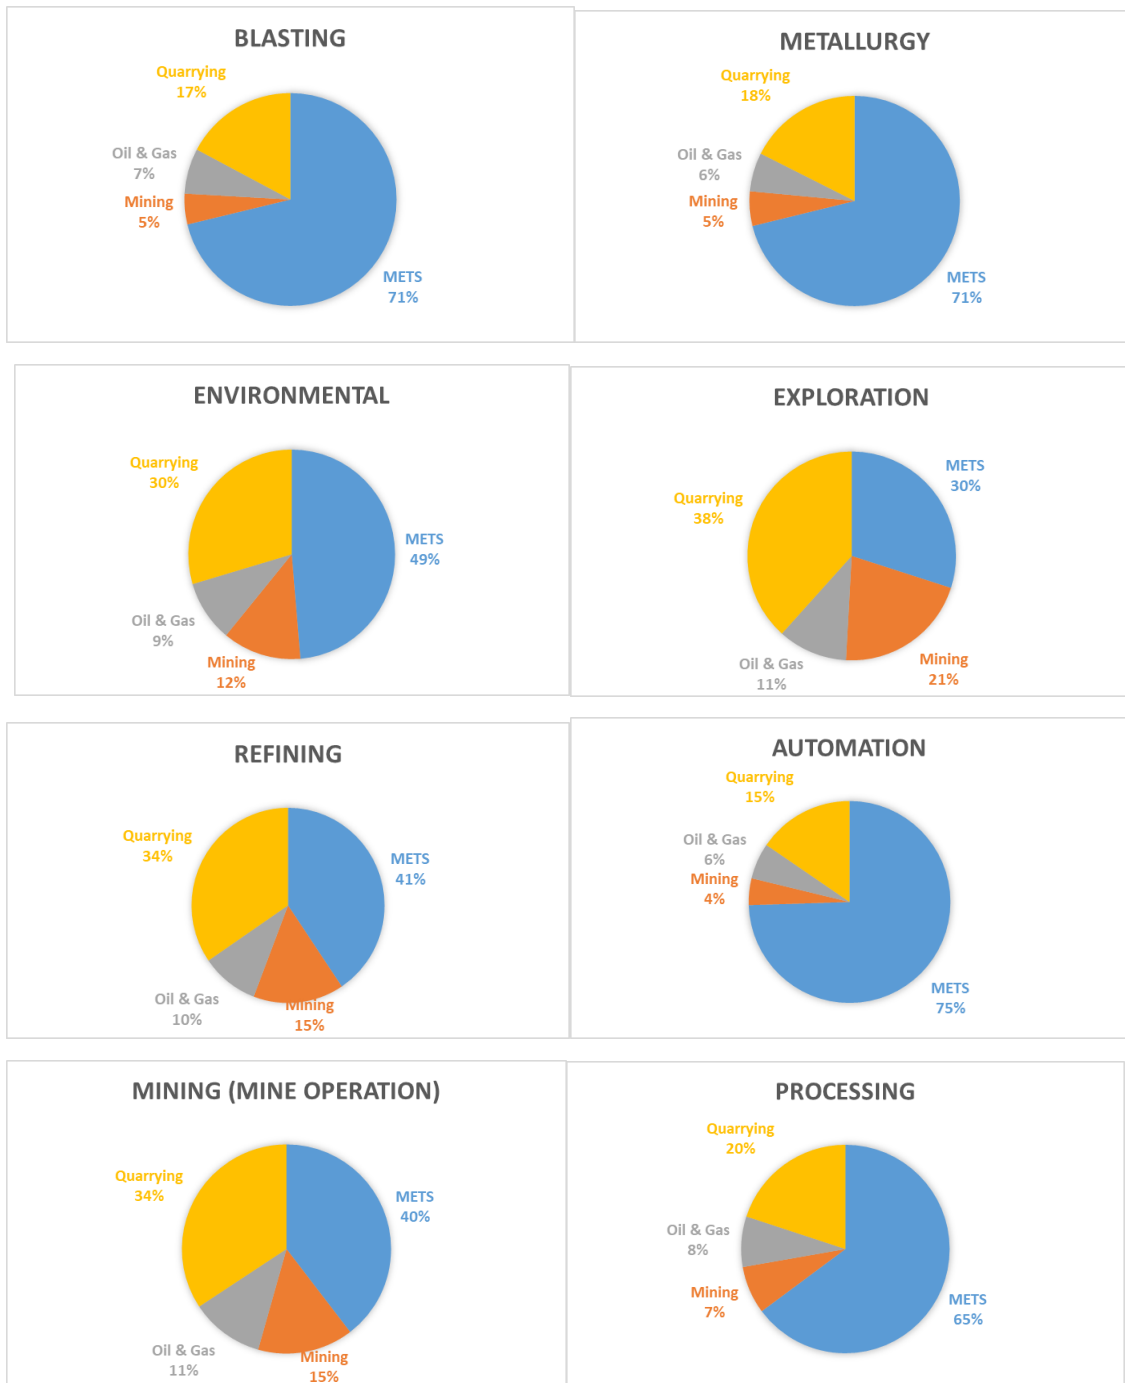 BLASTING
Quarrying
17%
Oil & Gas
7%
Mining
5%
METS
71%
METALLURGY
Quarrying
18%
Oil & Gas
6%
Mining
5%
METS
71%
ENVIRONMENTAL
Quarrying
30%
METS
49%
Oil & Gas
9%
Mining
12%
EXPLORATION
METS
30%
Quarrying
38%
Mining
21%
Oil & Gas
11%
REFINING
Quarrying
34%
METS
41%
Oil & Gas
10%
Mining
15%
AUTOMATION
Quarrying
15%
Oil & Gas
6%
Mining
4%
METS
75%
MINING (MINE OPERATION)
Quarrying
34%
METS
40%
Oil & Gas
11%
Mining
15%
PROCESSING
Quarrying
20%
Oil & Gas
8%
Mining
7%
METS
65%